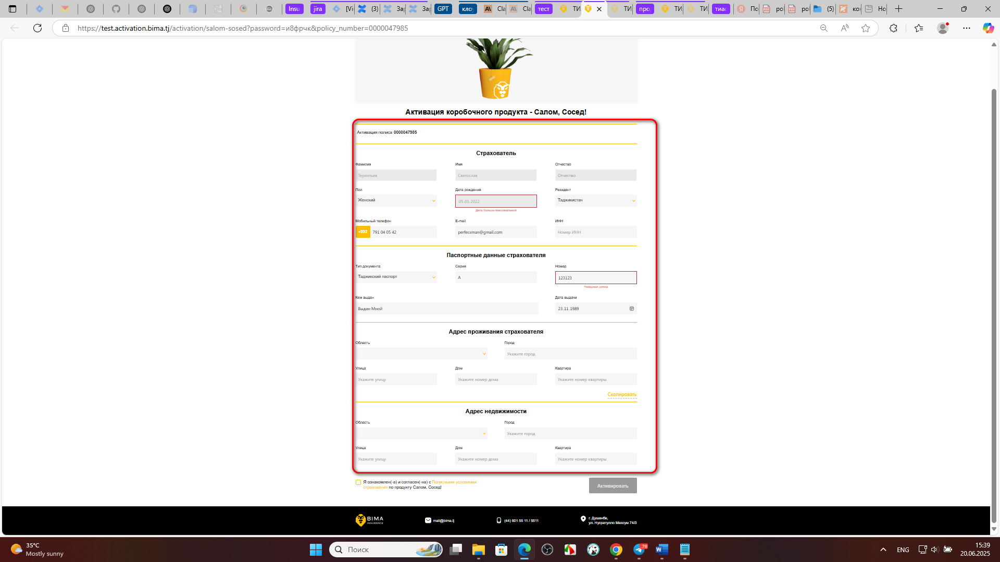 Insu
jira
[Vi
(3)
За
За
GPT
клоу
Cla
Cla
тест
ТИ
ТИ
про
ТИ
ТИ
тиас
По
ро
ро
(5)
ко
Но
https://test.activation.bima.tj/activation/salom-sosed?password=и8фрчк&policy_number=0000047985
Активация коробочного продукта - Салом, Сосед!
Активация полиса 0000047985
Страхователь
Фамилия Имя Отчество
Терентьев Святослав Отчество
Пол Дата рождения Резидент
Женский 05.01.2022 Таджикистан
Дата больше максимальной
Мобильный телефон E-mail ИНН
+992 791 04 05 42 perfecsman@gmail.com Номер ИНН
Паспортные данные страхователя
Тип документа Серия Номер
Таджикский паспорт A 123123
Неверная длина
Кем выдан Дата выдачи
Выдан Мной 23.11.1989
Адрес проживания страхователя
Область Город
Укажите город
Улица Дом Квартира
Укажите улицу Укажите номер дома Укажите номер квартиры
Скопировать
Адрес недвижимости
Область Город
Укажите город
Улица Дом Квартира
Укажите улицу Укажите номер дома Укажите номер квартиры
Я ознакомлен(-а) и согласен(-на) с Полисными условиями
страхования по продукту Салом, Сосед!
Активировать
BIMA
INSURANCE
mail@bima.tj
(44) 601 55 11 / 5511
г. Душанбе,
ул. Нусратулло Махсум 74/3
35°C
Mostly sunny
Поиск
78
ENG
15:39
20.06.2025